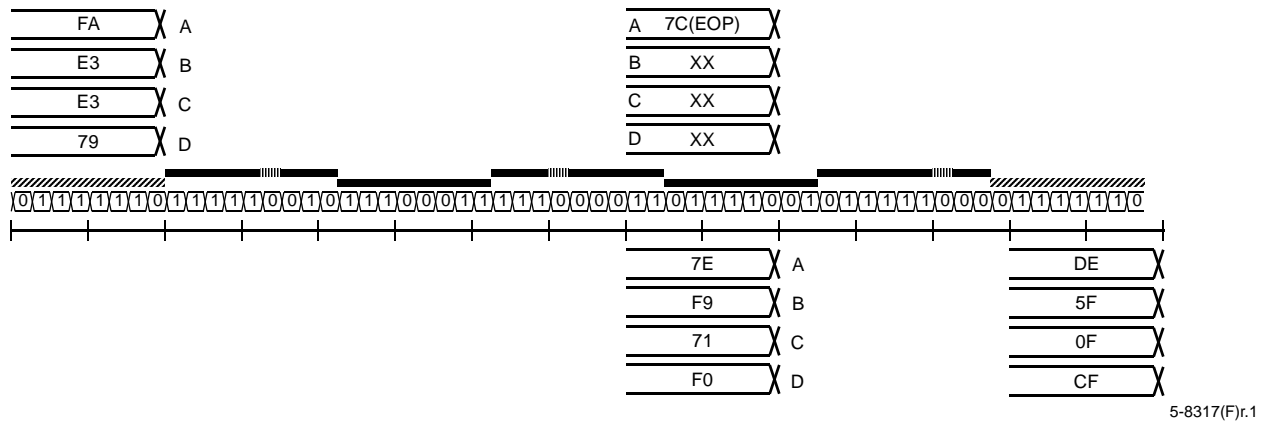 FA A A 7C(EOP)
E3 B B XX
E3 C C XX
79 D D XX
0 1 1 1 1 1 1 0 1 1 1 1 1 0 0 1 0 1 1 1 0 0 0 1 1 1 1 1 0 0 0 0 1 1 0 1 1 1 1 0 0 1 0 1 1 1 1 1 0 0 0 0 1 1 1 1 1 1 0
7E A DE
F9 B 5F
71 C 0F
F0 D CF
5-8317(F)r.1